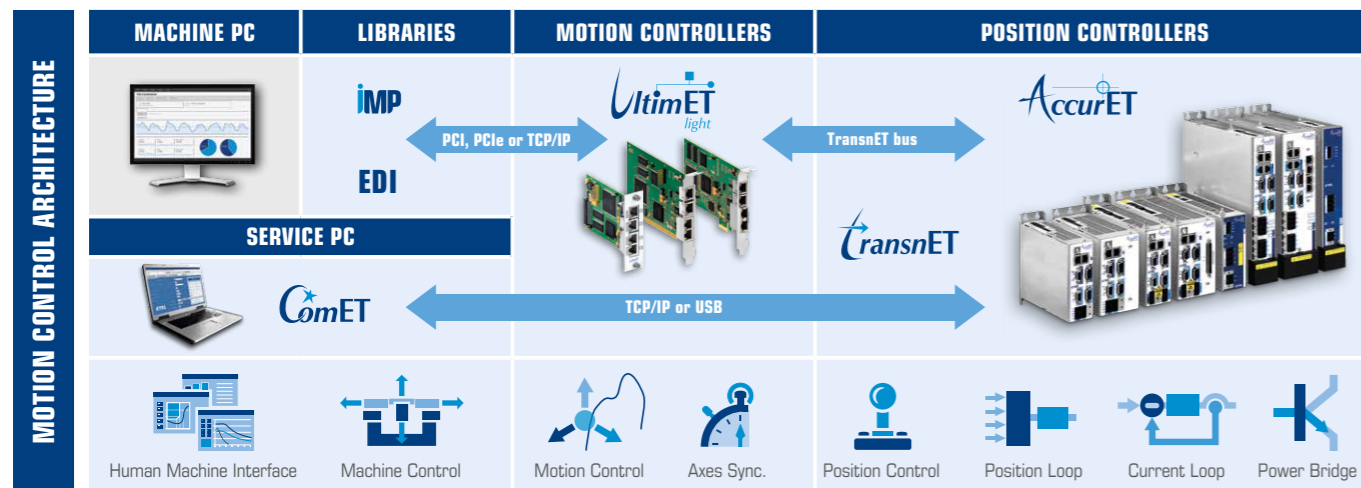 MOTION CONTROL ARCHITECTURE
MACHINE PC
LIBRARIES
MOTION CONTROLLERS
POSITION CONTROLLERS
iMP
EDI
PCI, PCIe or TCP/IP
UltimET
light
TransnET bus
AccurET
TransnET
SERVICE PC
ComET
TCP/IP or USB
Human Machine Interface
Machine Control
Motion Control
Axes Sync.
Position Control
Position Loop
Current Loop
Power Bridge